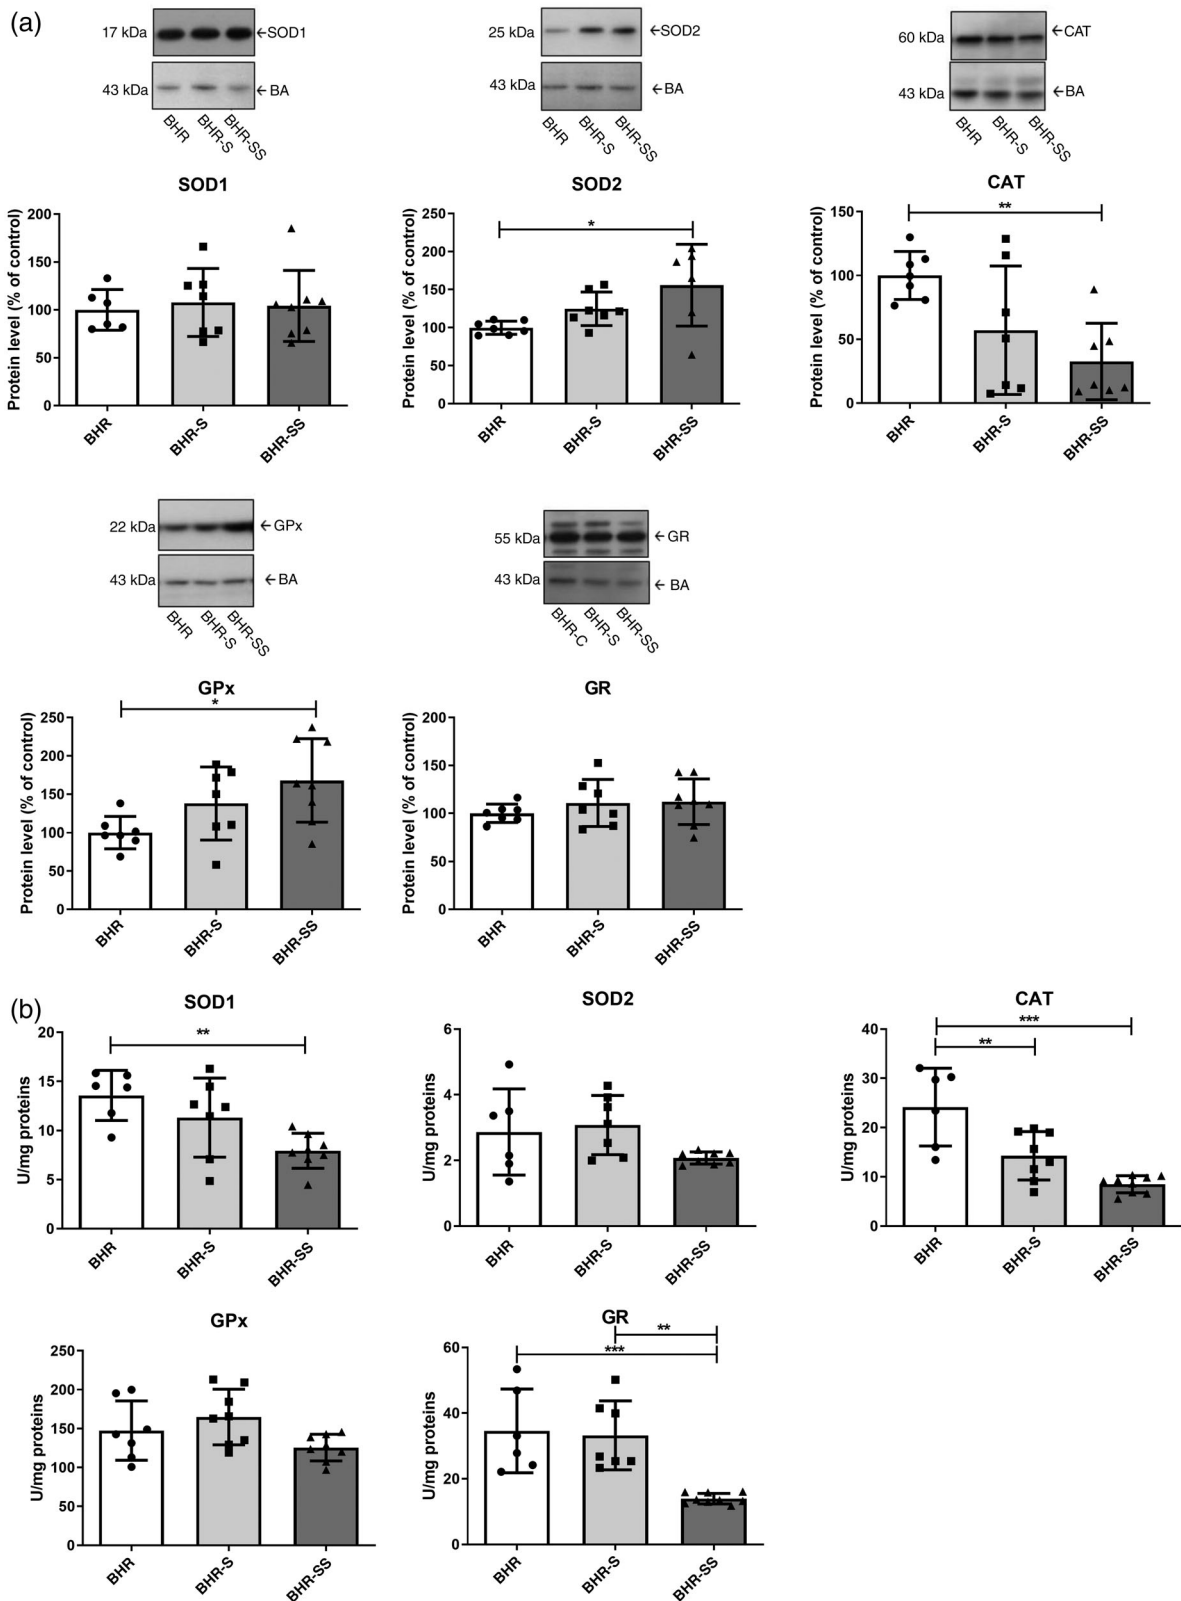 (a)
17 kDa ←SOD1
43 kDa ←BA
BHR BHR-S BHR-SS
25 kDa ←SOD2
43 kDa ←BA
BHR BHR-S BHR-SS
60 kDa ←CAT
43 kDa ←BA
BHR BHR-S BHR-SS
SOD1
Protein level (% of control)
200
150
100
50
0
BHR BHR-S BHR-SS
SOD2
*
Protein level (% of control)
250
200
150
100
50
0
BHR BHR-S BHR-SS
CAT
**
Protein level (% of control)
150
100
50
0
BHR BHR-S BHR-SS
22 kDa ←GPx
43 kDa ←BA
BHR BHR-S BHR-SS
55 kDa ←GR
43 kDa ←BA
BHR-C BHR-S BHR-SS
GPx
*
Protein level (% of control)
250
200
150
100
50
0
BHR BHR-S BHR-SS
GR
Protein level (% of control)
200
150
100
50
0
BHR BHR-S BHR-SS
(b)
SOD1
**
U/mg proteins
20
15
10
5
0
BHR BHR-S BHR-SS
SOD2
U/mg proteins
6
4
2
0
BHR BHR-S BHR-SS
CAT
***
**
U/mg proteins
40
30
20
10
0
BHR BHR-S BHR-SS
GPx
U/mg proteins
250
200
150
100
50
0
BHR BHR-S BHR-SS
GR
**
***
U/mg proteins
60
40
20
0
BHR BHR-S BHR-SS